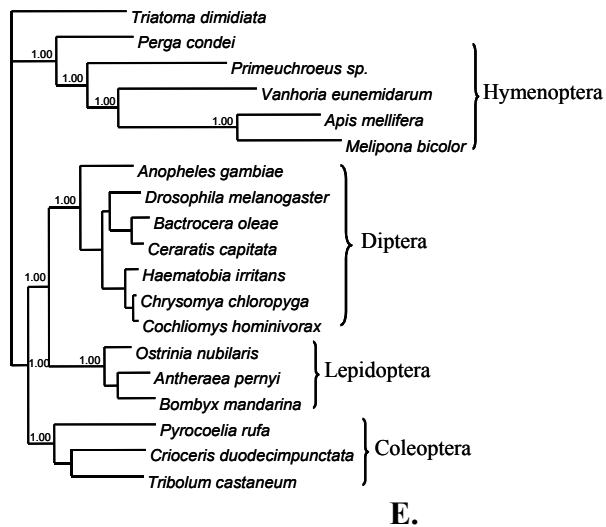 Triatoma dimidiata
Perga condei
1.00
Primeuchroeus sp.
1.00
Vanhoria eunemidarum
Hymenoptera
1.00
Apis mellifera
1.00
Melipona bicolor
Anopheles gambiae
Drosophila melanogaster
1.00
Bactrocera oleae
Diptera
Ceraratis capitata
Haematobia irritans
1.00
Chrysomya chloropyga
Cochliomys hominivorax
Ostrinia nubilaris
1.00
1.00
Lepidoptera
Antheraea pernyi
Bombyx mandarina
Pyrocoelia rufa
1.00
Crioceris duodecimpunctata
Coleoptera
Tribolum castaneum
E.